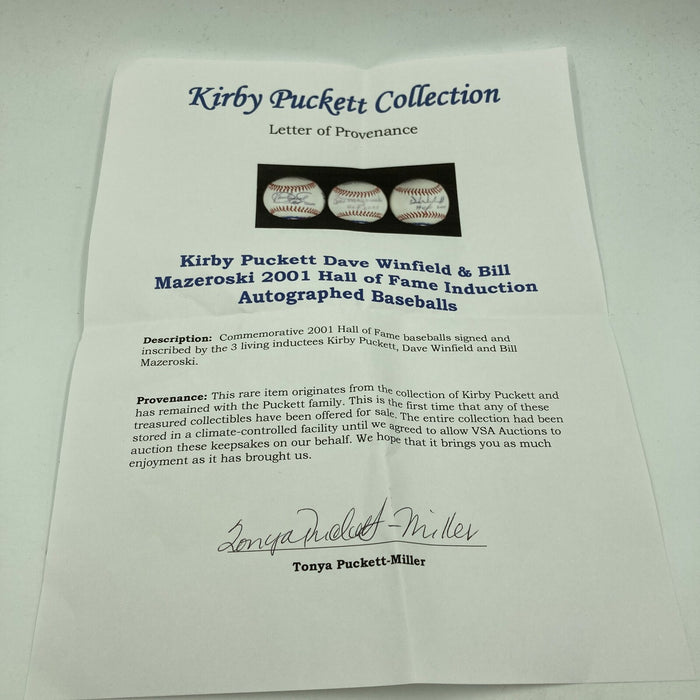 Kirby Puckett Collection
Letter of Provenance
Kirby Puckett Dave Winfield & Bill
Mazeroski 2001 Hall of Fame Induction
Autographed Baseballs
Description: Commemorative 2001 Hall of Fame baseballs signed and
inscribed by the 3 living inductees Kirby Puckett, Dave Winfield and Bill
Mazeroski.
Provenance: This rare item originates from the collection of Kirby Puckett and
has remained with the Puckett family. This is the first time that any of these
treasured collectibles have been offered for sale. The entire collection had been
stored in a climate-controlled facility until we agreed to allow VSA Auctions to
auction these keepsakes on our behalf. We hope that it brings you as much
enjoyment as it has brought us.
Tonya Puckett-Miller
Tonya Puckett-Miller